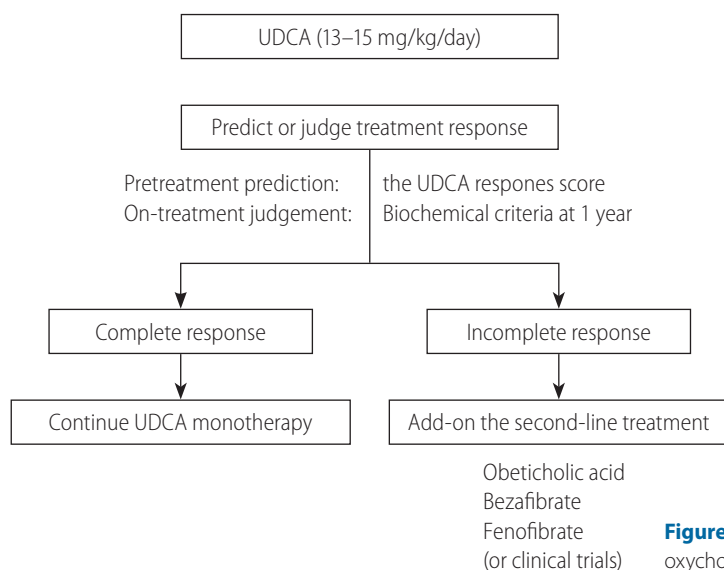 UDCA (13–15 mg/kg/day)
Predict or judge treatment response
Pretreatment prediction: the UDCA respones score
On-treatment judgement: Biochemical criteria at 1 year
Complete response
Incomplete response
Continue UDCA monotherapy
Add-on the second-line treatment
Obeticholic acid
Bezafibrate
Fenofibrate
(or clinical trials)
Figure
oxycho